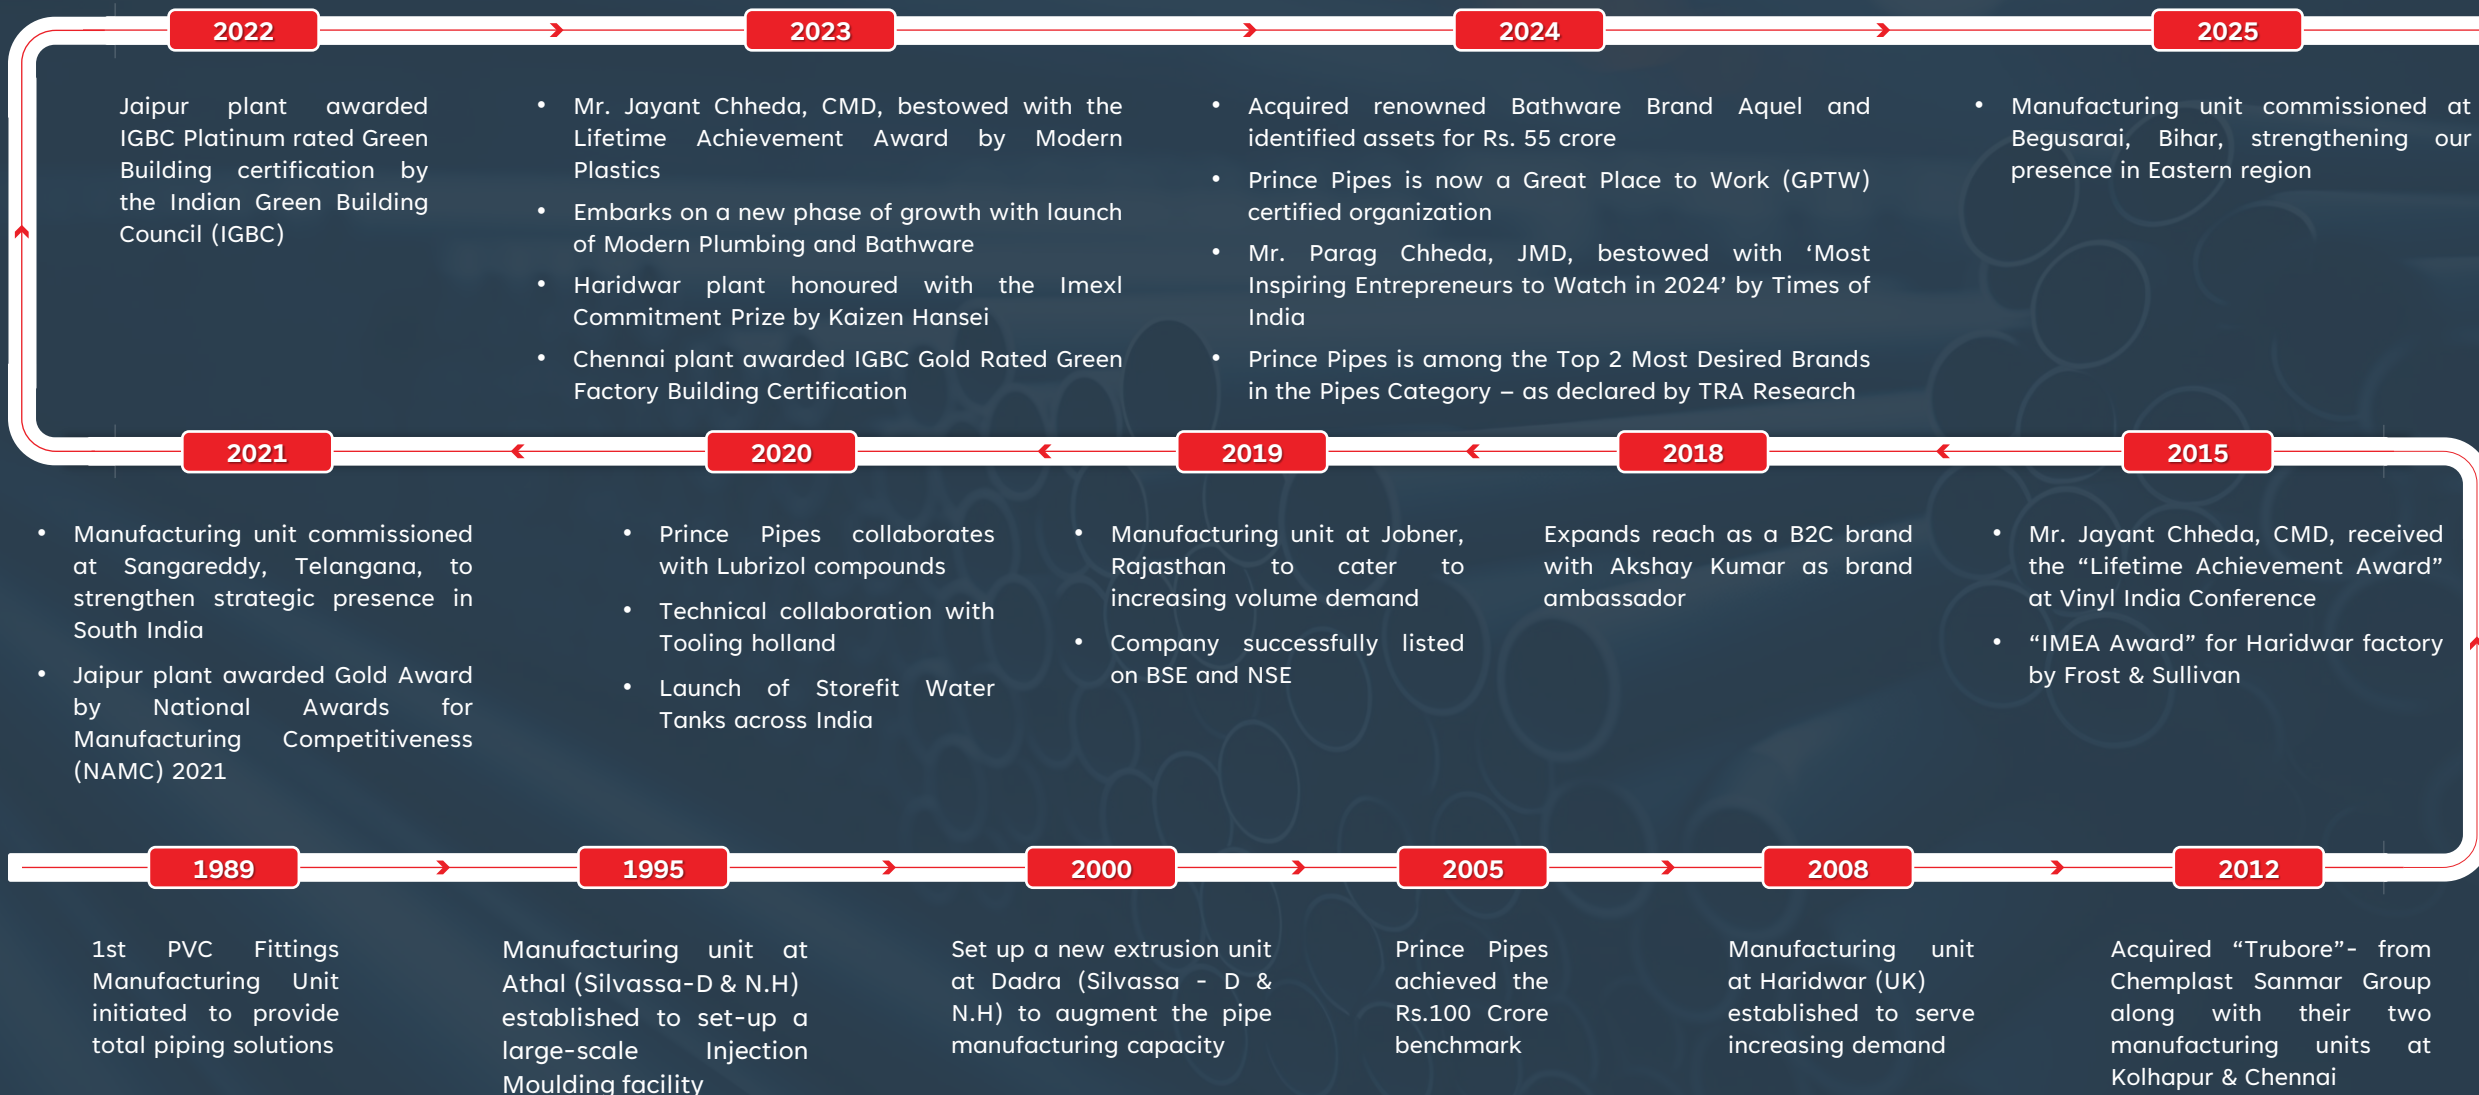 2022
2023
2024
2025
Jaipur plant awarded
IGBC Platinum rated Green
Building certification by
the Indian Green Building
Council (IGBC)
• Mr. Jayant Chheda, CMD, bestowed with the
Lifetime Achievement Award by Modern
Plastics
• Embarks on a new phase of growth with launch
of Modern Plumbing and Bathware
• Haridwar plant honoured with the Imexl
Commitment Prize by Kaizen Hansei
• Chennai plant awarded IGBC Gold Rated Green
Factory Building Certification
• Acquired renowned Bathware Brand Aquel and
identified assets for Rs. 55 crore
• Prince Pipes is now a Great Place to Work (GPTW)
certified organization
• Mr. Parag Chheda, JMD, bestowed with ‘Most
Inspiring Entrepreneurs to Watch in 2024’ by Times of
India
• Prince Pipes is among the Top 2 Most Desired Brands
in the Pipes Category – as declared by TRA Research
• Manufacturing unit commissioned at
Begusarai, Bihar, strengthening our
presence in Eastern region
2021
2020
2019
2018
2015
• Manufacturing unit commissioned
at Sangareddy, Telangana, to
strengthen strategic presence in
South India
• Jaipur plant awarded Gold Award
by National Awards for
Manufacturing Competitiveness
(NAMC) 2021
• Prince Pipes collaborates
with Lubrizol compounds
• Technical collaboration with
Tooling holland
• Launch of Storefit Water
Tanks across India
• Manufacturing unit at Jobner,
Rajasthan to cater to
increasing volume demand
• Company successfully listed
on BSE and NSE
Expands reach as a B2C brand
with Akshay Kumar as brand
ambassador
• Mr. Jayant Chheda, CMD, received
the “Lifetime Achievement Award”
at Vinyl India Conference
• “IMEA Award” for Haridwar factory
by Frost & Sullivan
1989
1995
2000
2005
2008
2012
1st PVC Fittings
Manufacturing Unit
initiated to provide
total piping solutions
Manufacturing unit at
Athal (Silvassa-D & N.H)
established to set-up a
large-scale Injection
Moulding facility
Set up a new extrusion unit
at Dadra (Silvassa - D &
N.H) to augment the pipe
manufacturing capacity
Prince Pipes
achieved the
Rs.100 Crore
benchmark
Manufacturing unit
at Haridwar (UK)
established to serve
increasing demand
Acquired “Trubore”- from
Chemplast Sanmar Group
along with their two
manufacturing units at
Kolhapur & Chennai